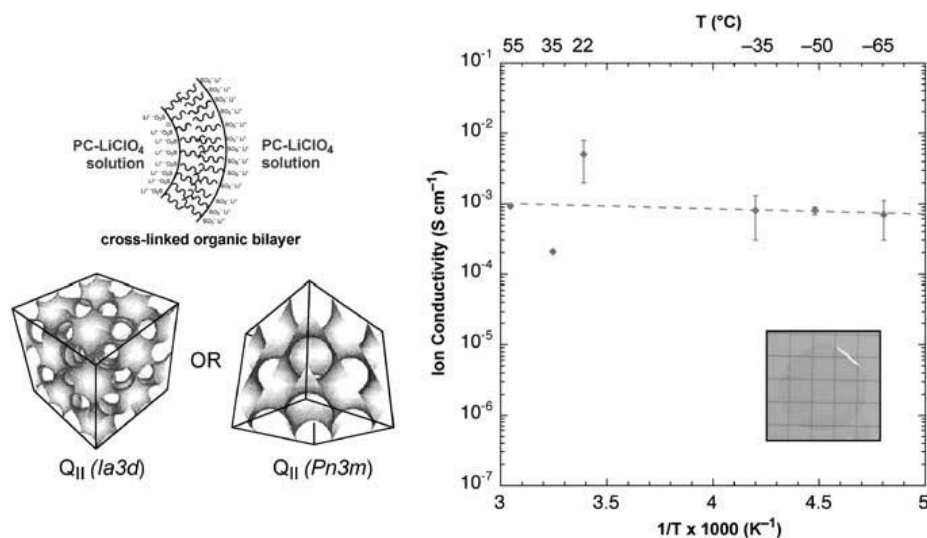 PC-LiClO₄
solution
PC-LiClO₄
solution
cross-linked organic bilayer
OR
Q_II (Ia3d)
Q_II (Pn3m)
T (°C)
55 35 22 –35 –50 –65
10⁻¹
10⁻²
10⁻³
10⁻⁴
10⁻⁵
10⁻⁶
10⁻⁷
Ion Conductivity (S cm⁻¹)
3 3.5 4 4.5 5
1/T x 1000 (K⁻¹)